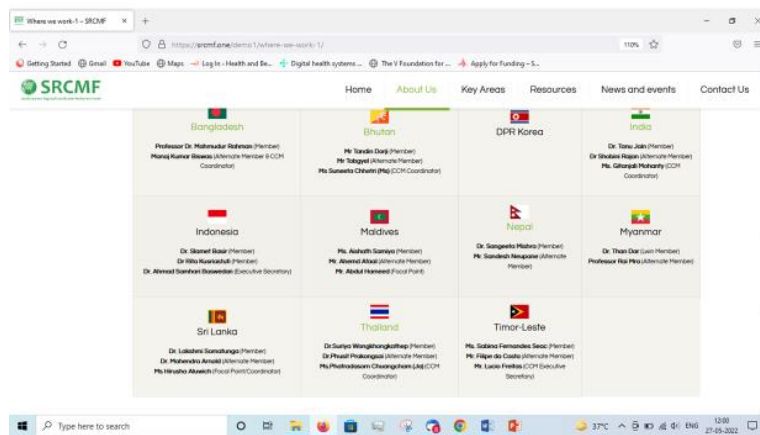 Where we work-1 – SRCMF
https://srcmf.one/demo1/where-we-work-1/
110%
Getting Started Gmail YouTube Maps Log In - Health and Be... Digital health systems ... The V Foundation for ... Apply for Funding - S...
SRCMF
Home About Us Key Areas Resources News and events Contact Us
Bangladesh
Professor Dr. Mahmudur Rahman (Member)
Manoj Kumar Biswas (Alternate Member & CCM
Coordinator)
Bhutan
Mr Tandin Dorji (Member)
Mr Tobgyel (Alternate Member)
Ms Suneeta Chhetri (Ms) (CCM Coordinator)
DPR Korea
India
Dr. Tanu Jain (Member)
Dr Shobini Rajan (Alternate Member)
Ms. Gitanjali Mohanty (CCM
Coordinator)
Indonesia
Dr. Slamet Basir (Member)
Dr Rita Kusriastuti (Member)
Dr. Ahmad Samhari Baswedan (Executive Secretary)
Maldives
Ms. Aishath Samiya (Member)
Mr. Ahemd Afaal (Alternate Member)
Mr. Abdul Hameed (Focal Point)
Nepal
Dr. Sangeeta Mishra (Member)
Mr. Sandesh Neupane (Alternate
Member)
Myanmar
Dr. Than Dar (Lwin Member)
Professor Rai Mra (Alternate Member)
Sri Lanka
Dr. Lakshmi Somatunga (Member)
Dr. Mahendra Arnold (Alternate Member)
Ms Hirusha Aluwich (Focal Point/Coordinator)
Thailand
Dr.Suriya Wongkhongkathep (Member)
Dr.Phusit Prakongsai (Alternate Member)
Ms.Phatradasorn Chuangcham (Jaj) (CCM
Coordinator)
Timor-Leste
Ms. Sabina Fernandes Seac (Member)
Mr. Filipe da Costa (Alternate Member)
Mr. Lucio Freitas (CCM Executive
Secretary)
Type here to search
37°C ENG 12:00
27-05-2022